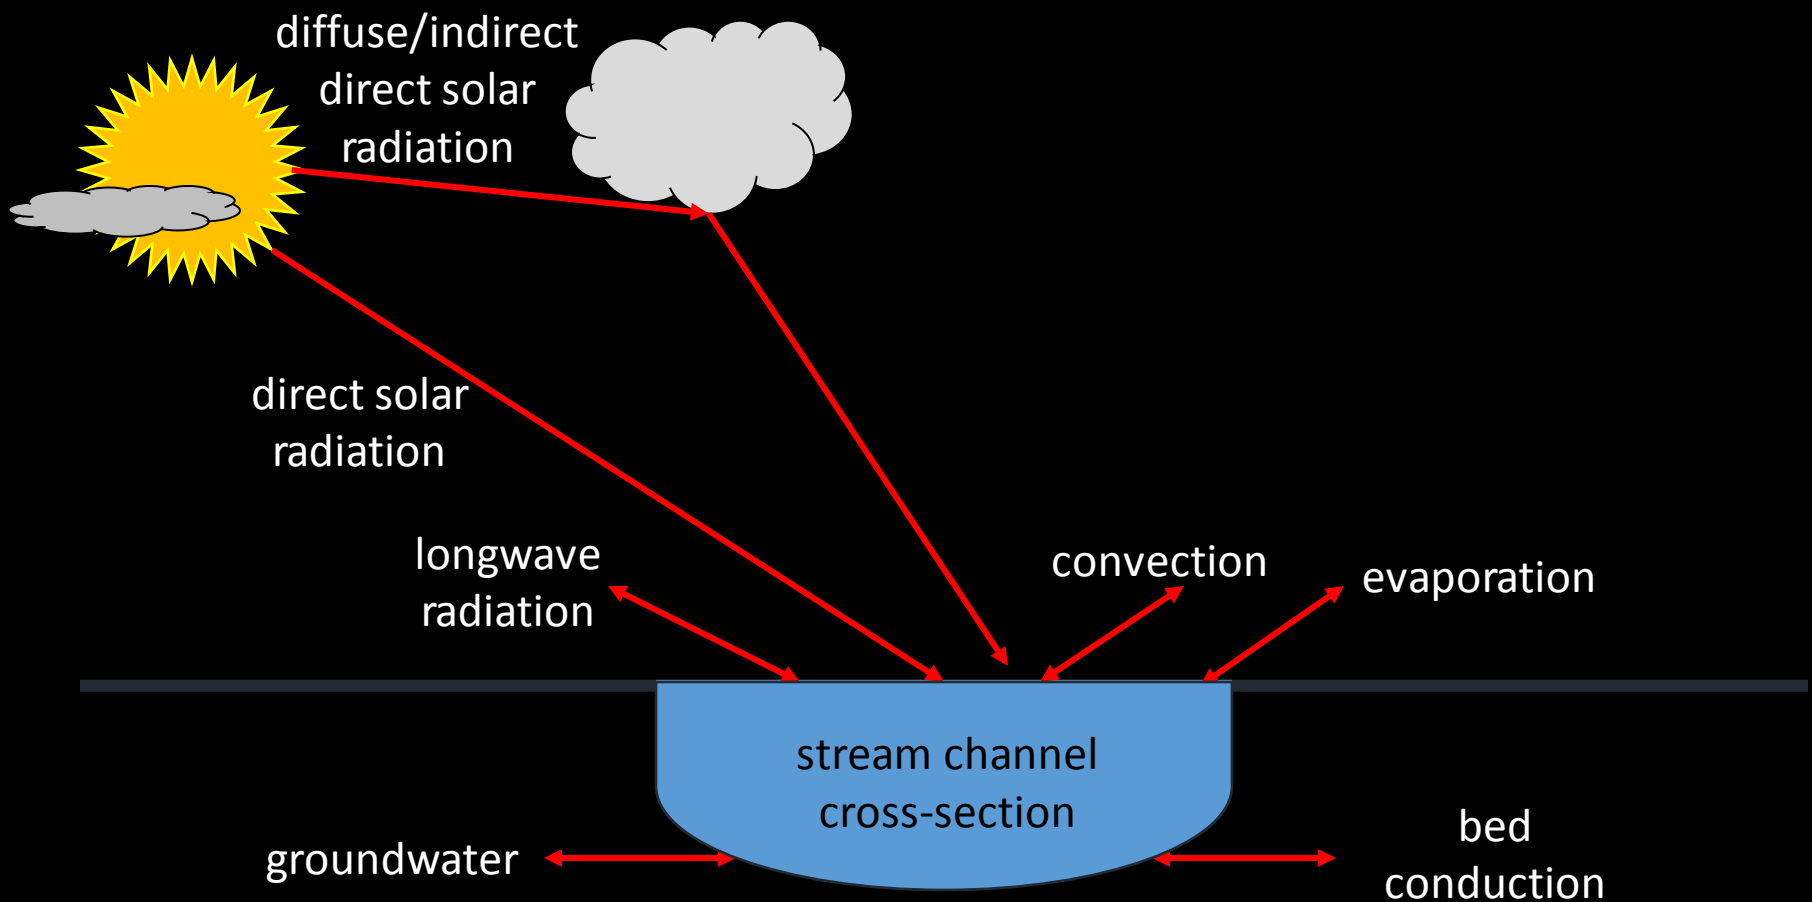 diffuse/indirect
direct solar
radiation
direct solar
radiation
longwave
radiation
convection
evaporation
stream channel
cross-section
groundwater
bed
conduction